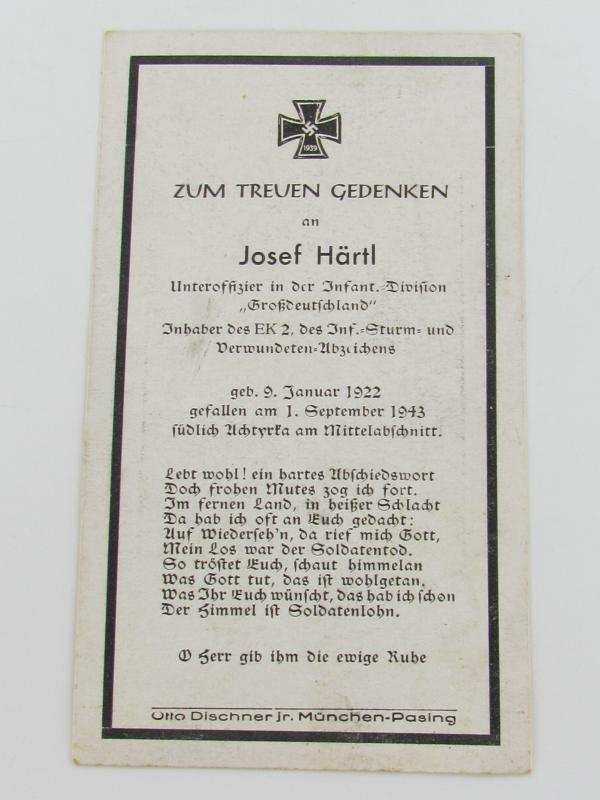 1939
ZUM TREUEN GEDENKEN
an
Josef Härtl
Unteroffizier in der Infant.-Division
„Großdeutschland"
Inhaber des EK 2, des Inf.-Sturm- und
Verwundeten-Abzeichens
geb. 9. Januar 1922
gefallen am 1. September 1943
südlich Achtyrka am Mittelabschnitt.
Lebt wohl! ein hartes Abschiedswort
Doch frohen Mutes zog ich fort.
Im fernen Land, in heißer Schlacht
Da hab ich oft an Euch gedacht:
Auf Wiederseh'n, da rief mich Gott,
Mein Los war der Soldatentod.
So tröstet Euch, schaut himmelan
Was Gott tut, das ist wohlgetan.
Was Ihr Euch wünscht, das hab ich schon
Der Himmel ist Soldatenlohn.
O Herr gib ihm die ewige Ruhe
Otto Dischner jr. München-Pasing